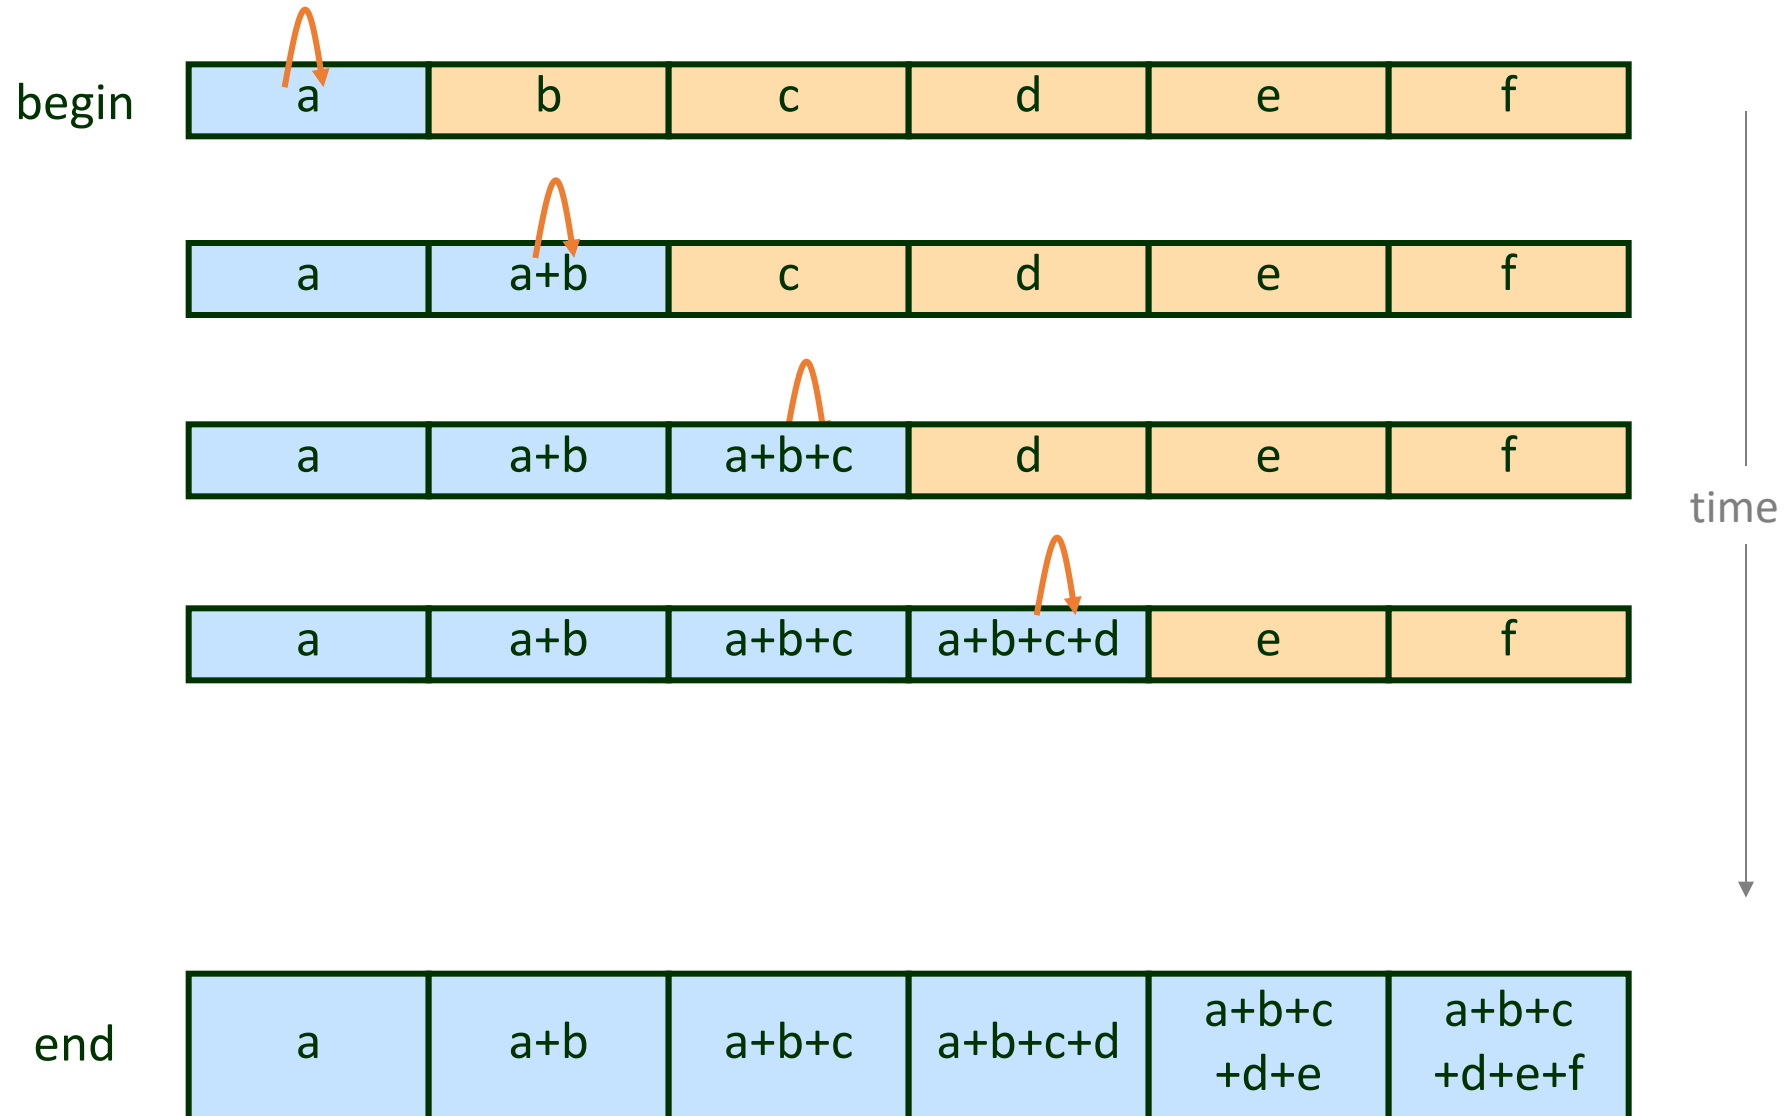 begin a b c d e f
a a+b c d e f
a a+b a+b+c d e f
time
a a+b a+b+c a+b+c+d e f
end a a+b a+b+c a+b+c+d a+b+c +d+e a+b+c +d+e+f